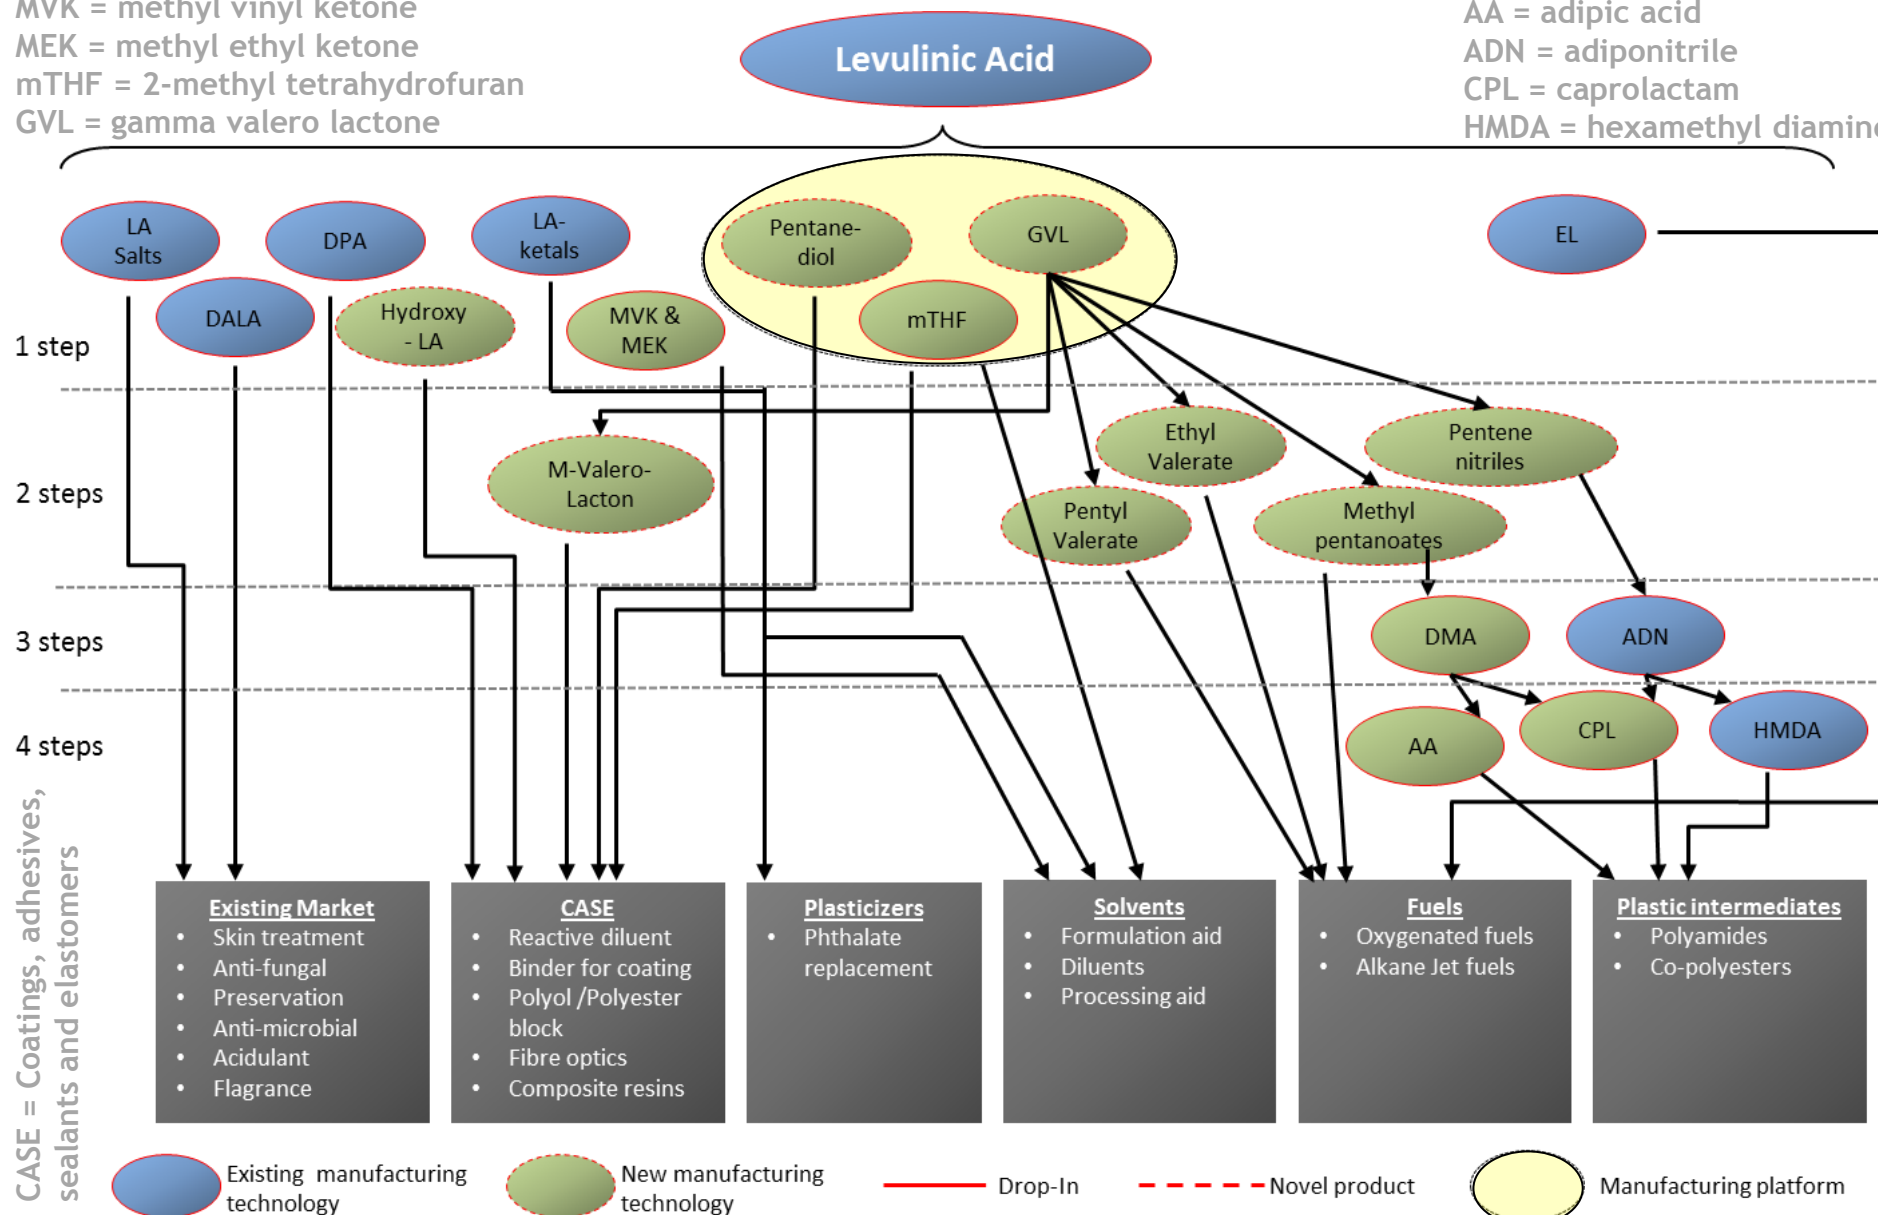 MVK = methyl vinyl ketone
MEK = methyl ethyl ketone
mTHF = 2-methyl tetrahydrofuran
GVL = gamma valero lactone
Levulinic Acid
AA = adipic acid
ADN = adiponitrile
CPL = caprolactam
HMDA = hexamethyl diamine
LA
Salts
DPA
LA-
ketals
Pentane-
diol
GVL
EL
DALA
Hydroxy
- LA
MVK &
MEK
mTHF
1 step
Ethyl
Valerate
Pentene
nitriles
M-Valero-
Lacton
2 steps
Pentyl
Valerate
Methyl
pentanoates
3 steps
DMA
ADN
4 steps
AA
CPL
HMDA
CASE = Coatings, adhesives,
sealants and elastomers
Existing Market
• Skin treatment
• Anti-fungal
• Preservation
• Anti-microbial
• Acidulant
• Flagrance
CASE
• Reactive diluent
• Binder for coating
• Polyol /Polyester
block
• Fibre optics
• Composite resins
Plasticizers
• Phthalate
replacement
Solvents
• Formulation aid
• Diluents
• Processing aid
Fuels
• Oxygenated fuels
• Alkane Jet fuels
Plastic intermediates
• Polyamides
• Co-polyesters
Existing manufacturing
technology
New manufacturing
technology
Drop-In
Novel product
Manufacturing platform